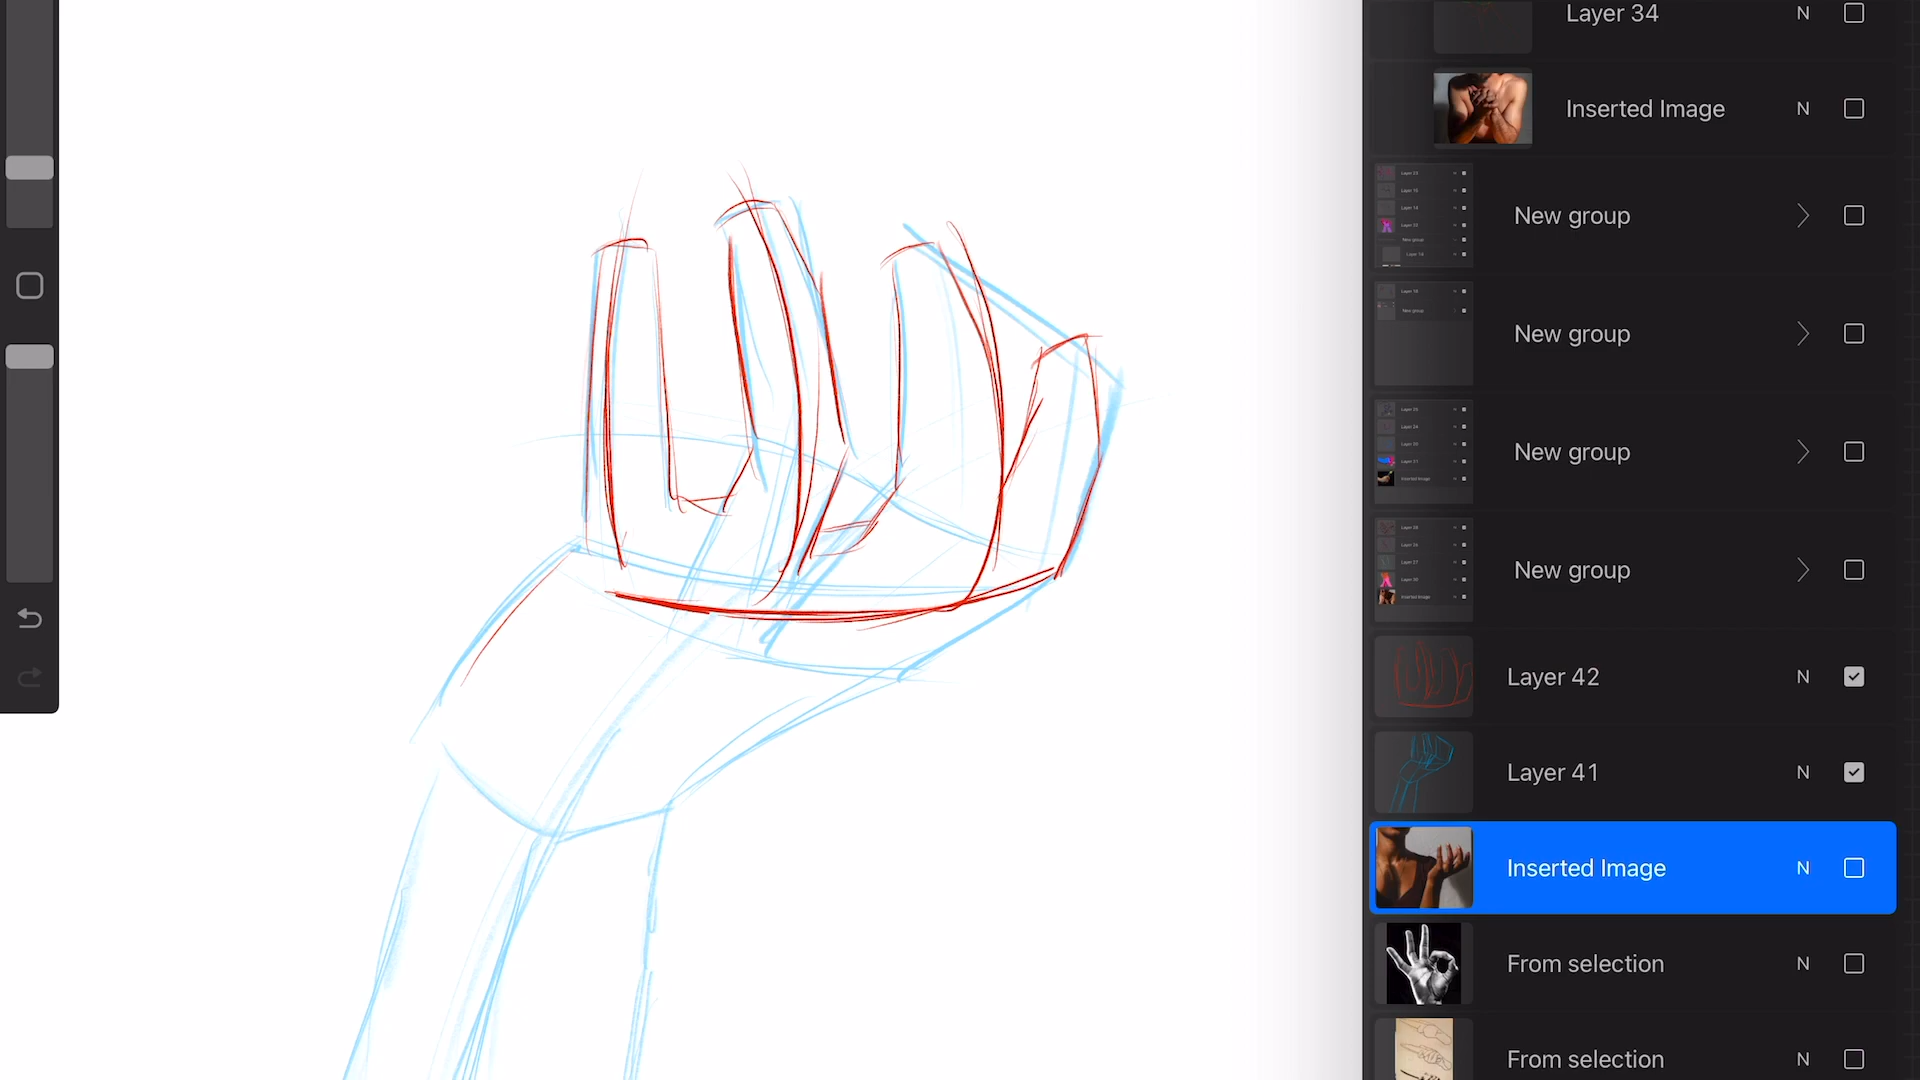 Layer 34 N
Inserted Image N
New group
New group
New group
New group
Layer 42 N
Layer 41 N
Inserted Image N
From selection N
From selection N